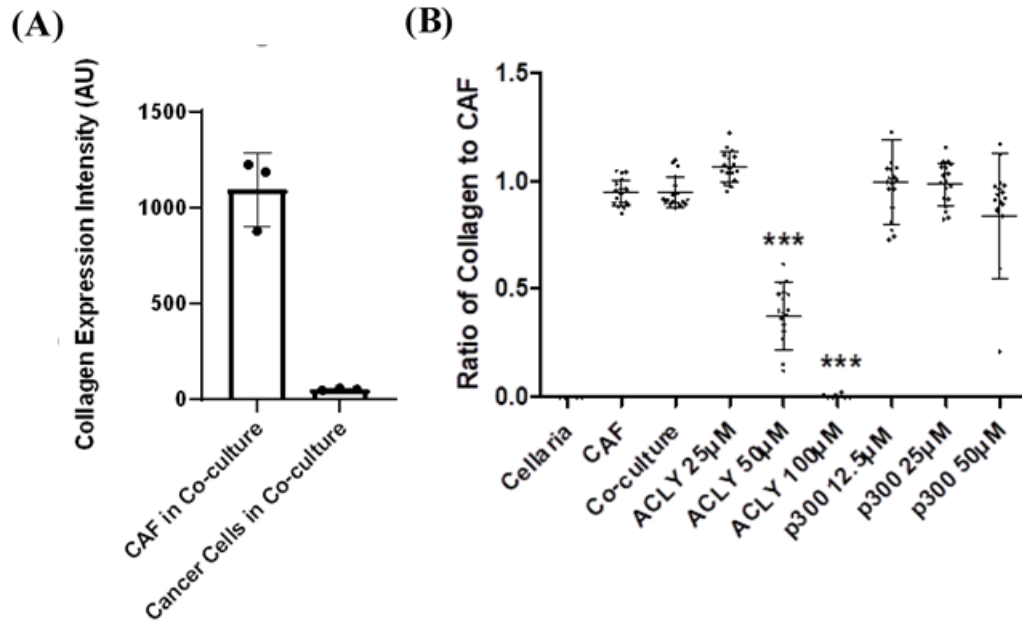 (A)
Collagen Expression Intensity (AU)
1500
1000
500
0
CAF in Co-culture
Cancer Cells in Co-culture
(B)
Ratio of Collagen to CAF
1.5
1.0
0.5
0.0
***
***
Cellaria
CAF
Co-culture
ACLY 25µM
ACLY 50µM
ACLY 100µM
p300 12.5µM
p300 25µM
p300 50µM